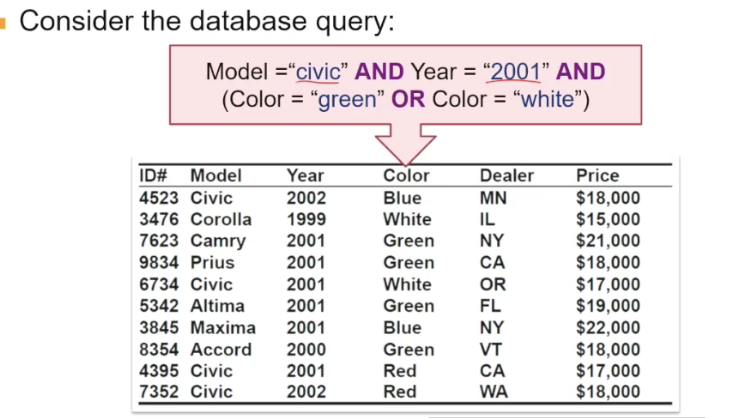 Consider the database query:
Model =“civic” AND Year = “2001” AND
(Color = “green” OR Color = “white”)
ID# Model Year Color Dealer Price
4523 Civic 2002 Blue MN $18,000
3476 Corolla 1999 White IL $15,000
7623 Camry 2001 Green NY $21,000
9834 Prius 2001 Green CA $18,000
6734 Civic 2001 White OR $17,000
5342 Altima 2001 Green FL $19,000
3845 Maxima 2001 Blue NY $22,000
8354 Accord 2000 Green VT $18,000
4395 Civic 2001 Red CA $17,000
7352 Civic 2002 Red WA $18,000